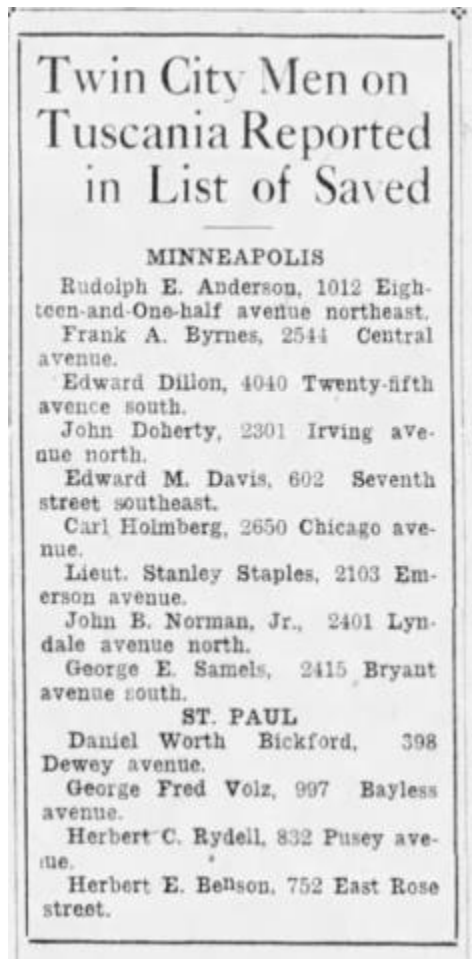 Twin City Men on
Tuscania Reported
in List of Saved
MINNEAPOLIS
Rudolph E. Anderson, 1012 Eigh-
teen-and-One-half avenue northeast.
Frank A. Byrnes, 2544 Central
avenue.
Edward Dillon, 4040 Twenty-fifth
avence south.
John Doherty, 2301 Irving ave-
nue north.
Edward M. Davis, 602 Seventh
street southeast.
Carl Holmberg, 2650 Chicago ave-
nue.
Lieut. Stanley Staples, 2103 Em-
erson avenue.
John B. Norman, Jr., 2401 Lyn-
dale avenue north.
George E. Samels, 2415 Bryant
avenue south.
ST. PAUL
Daniel Worth Bickford, 398
Dewey avenue.
George Fred Volz, 997 Bayless
avenue.
Herbert C. Rydell, 832 Pusey ave-
nue.
Herbert E. Benson, 752 East Rose
street.